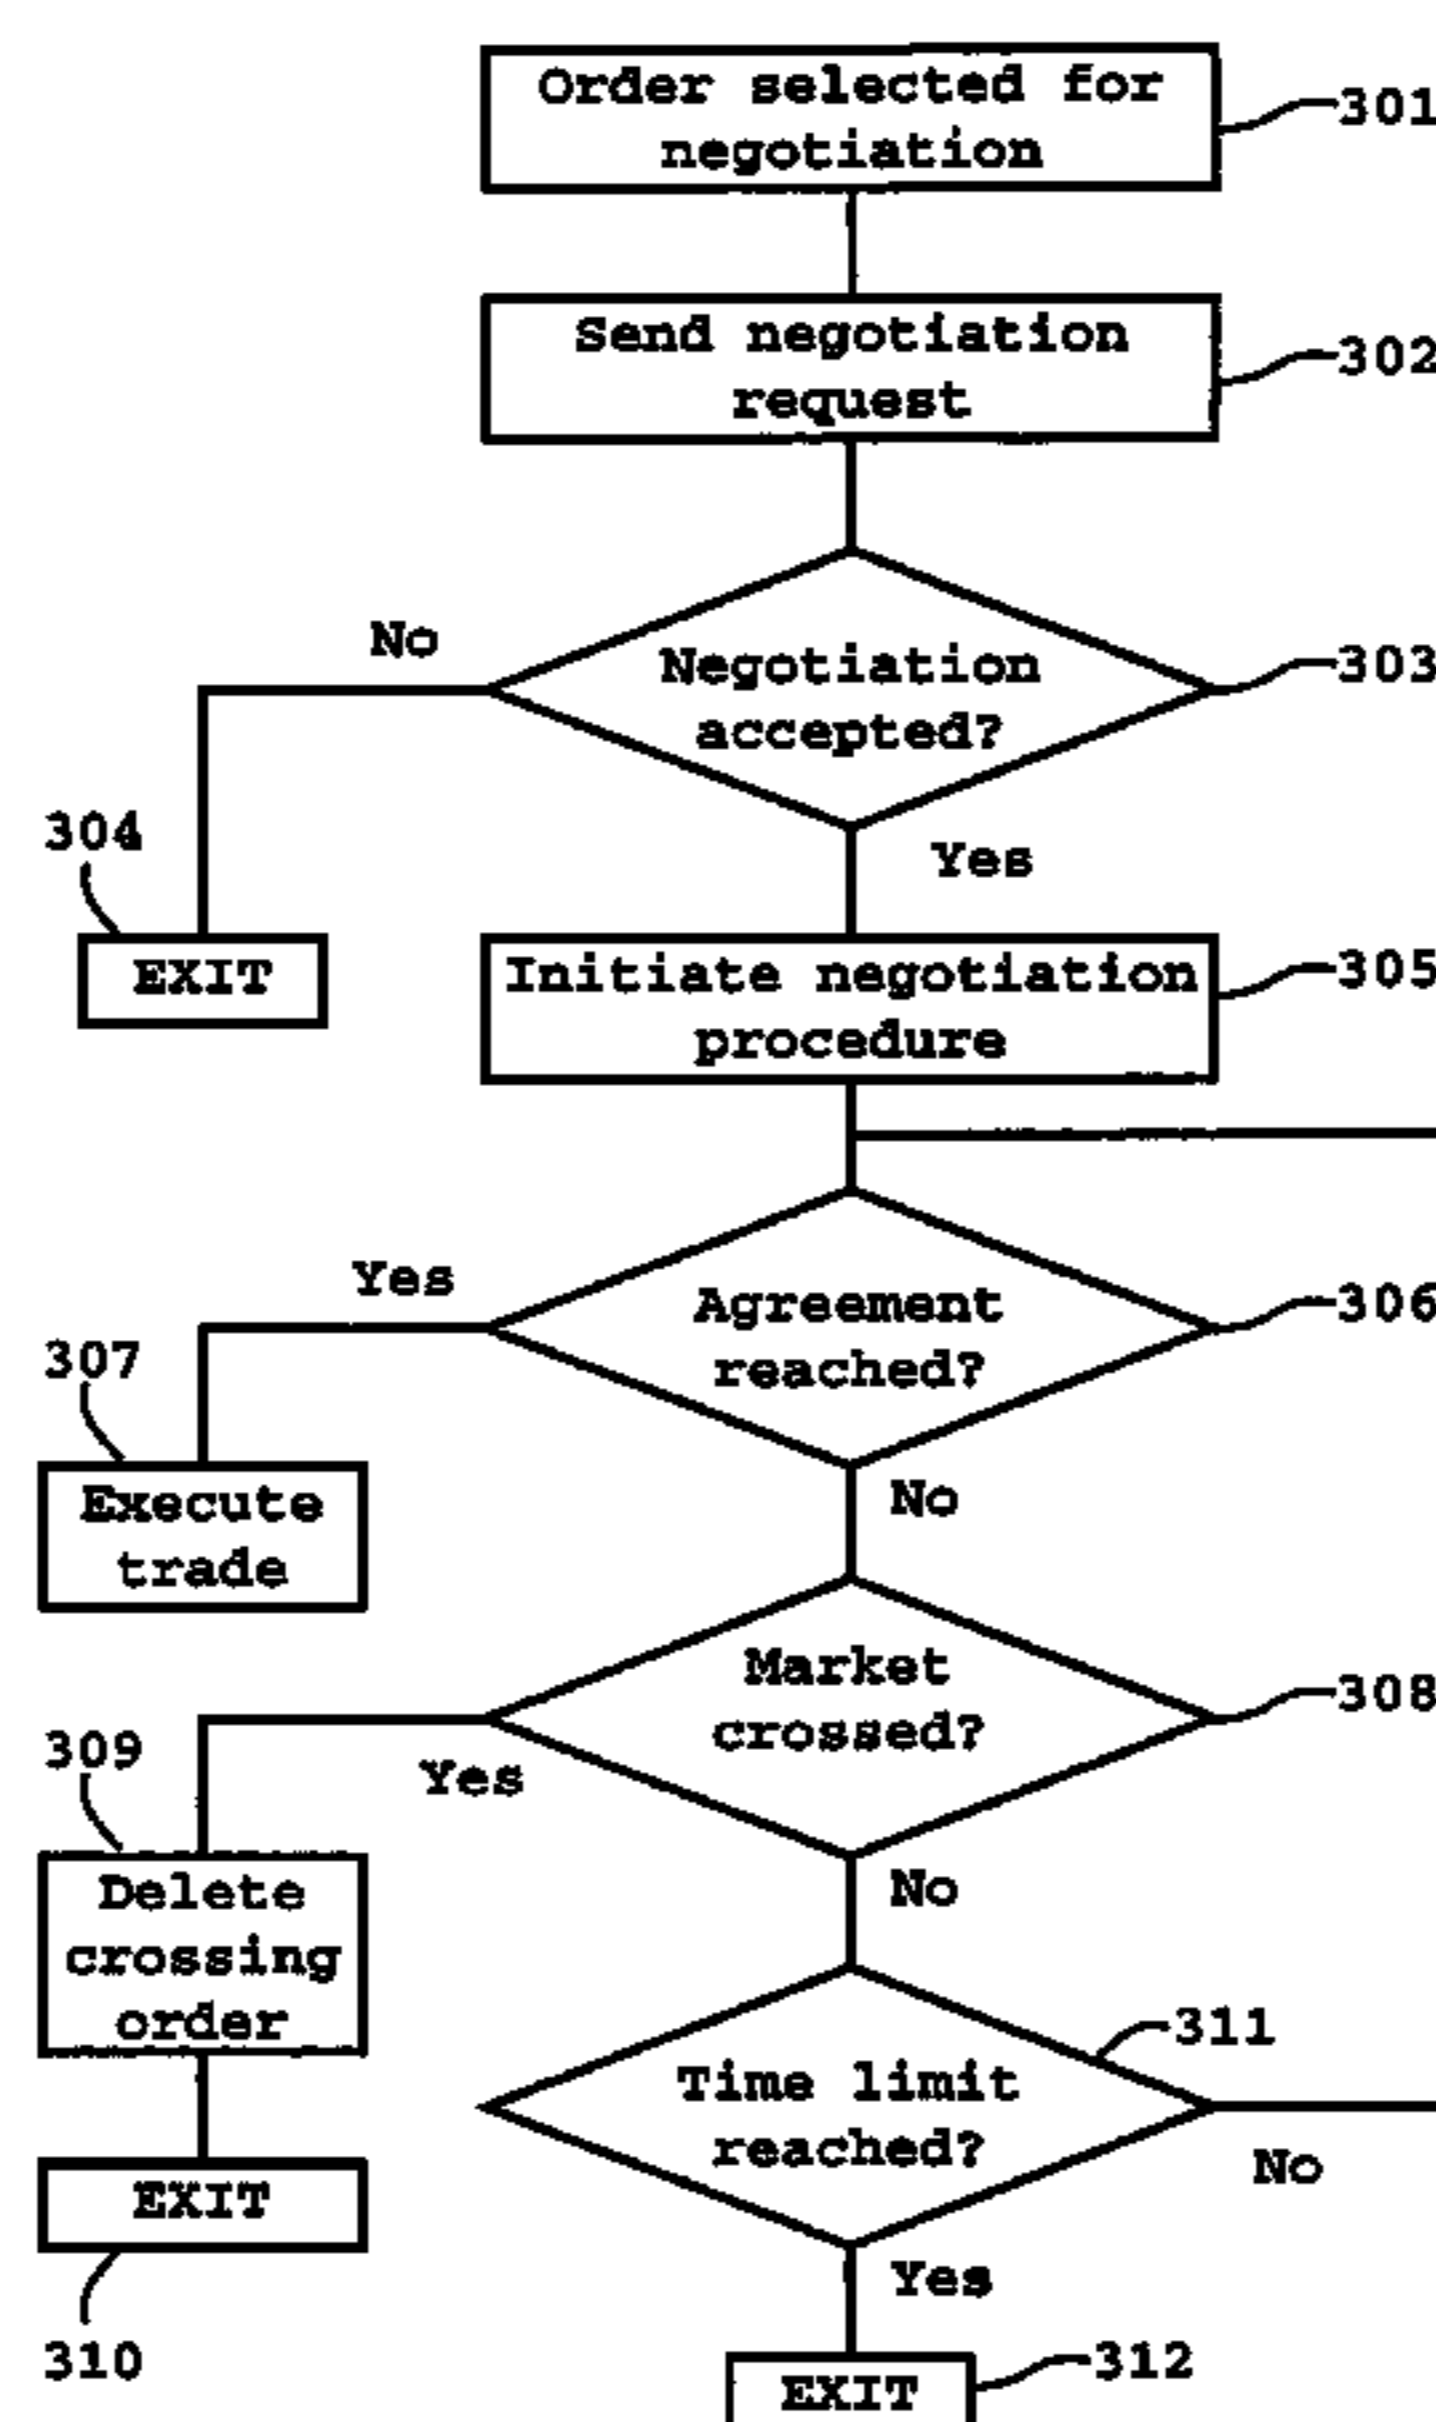 Order selected for
negotiation
301
Send negotiation
request
302
No
Negotiation
accepted?
303
304
Yes
EXIT
Initiate negotiation
procedure
305
Yes
Agreement
reached?
306
307
No
Execute
trade
Market
crossed?
308
309
Yes
No
Delete
crossing
order
311
Time limit
reached?
No
EXIT
Yes
310
312
EXIT